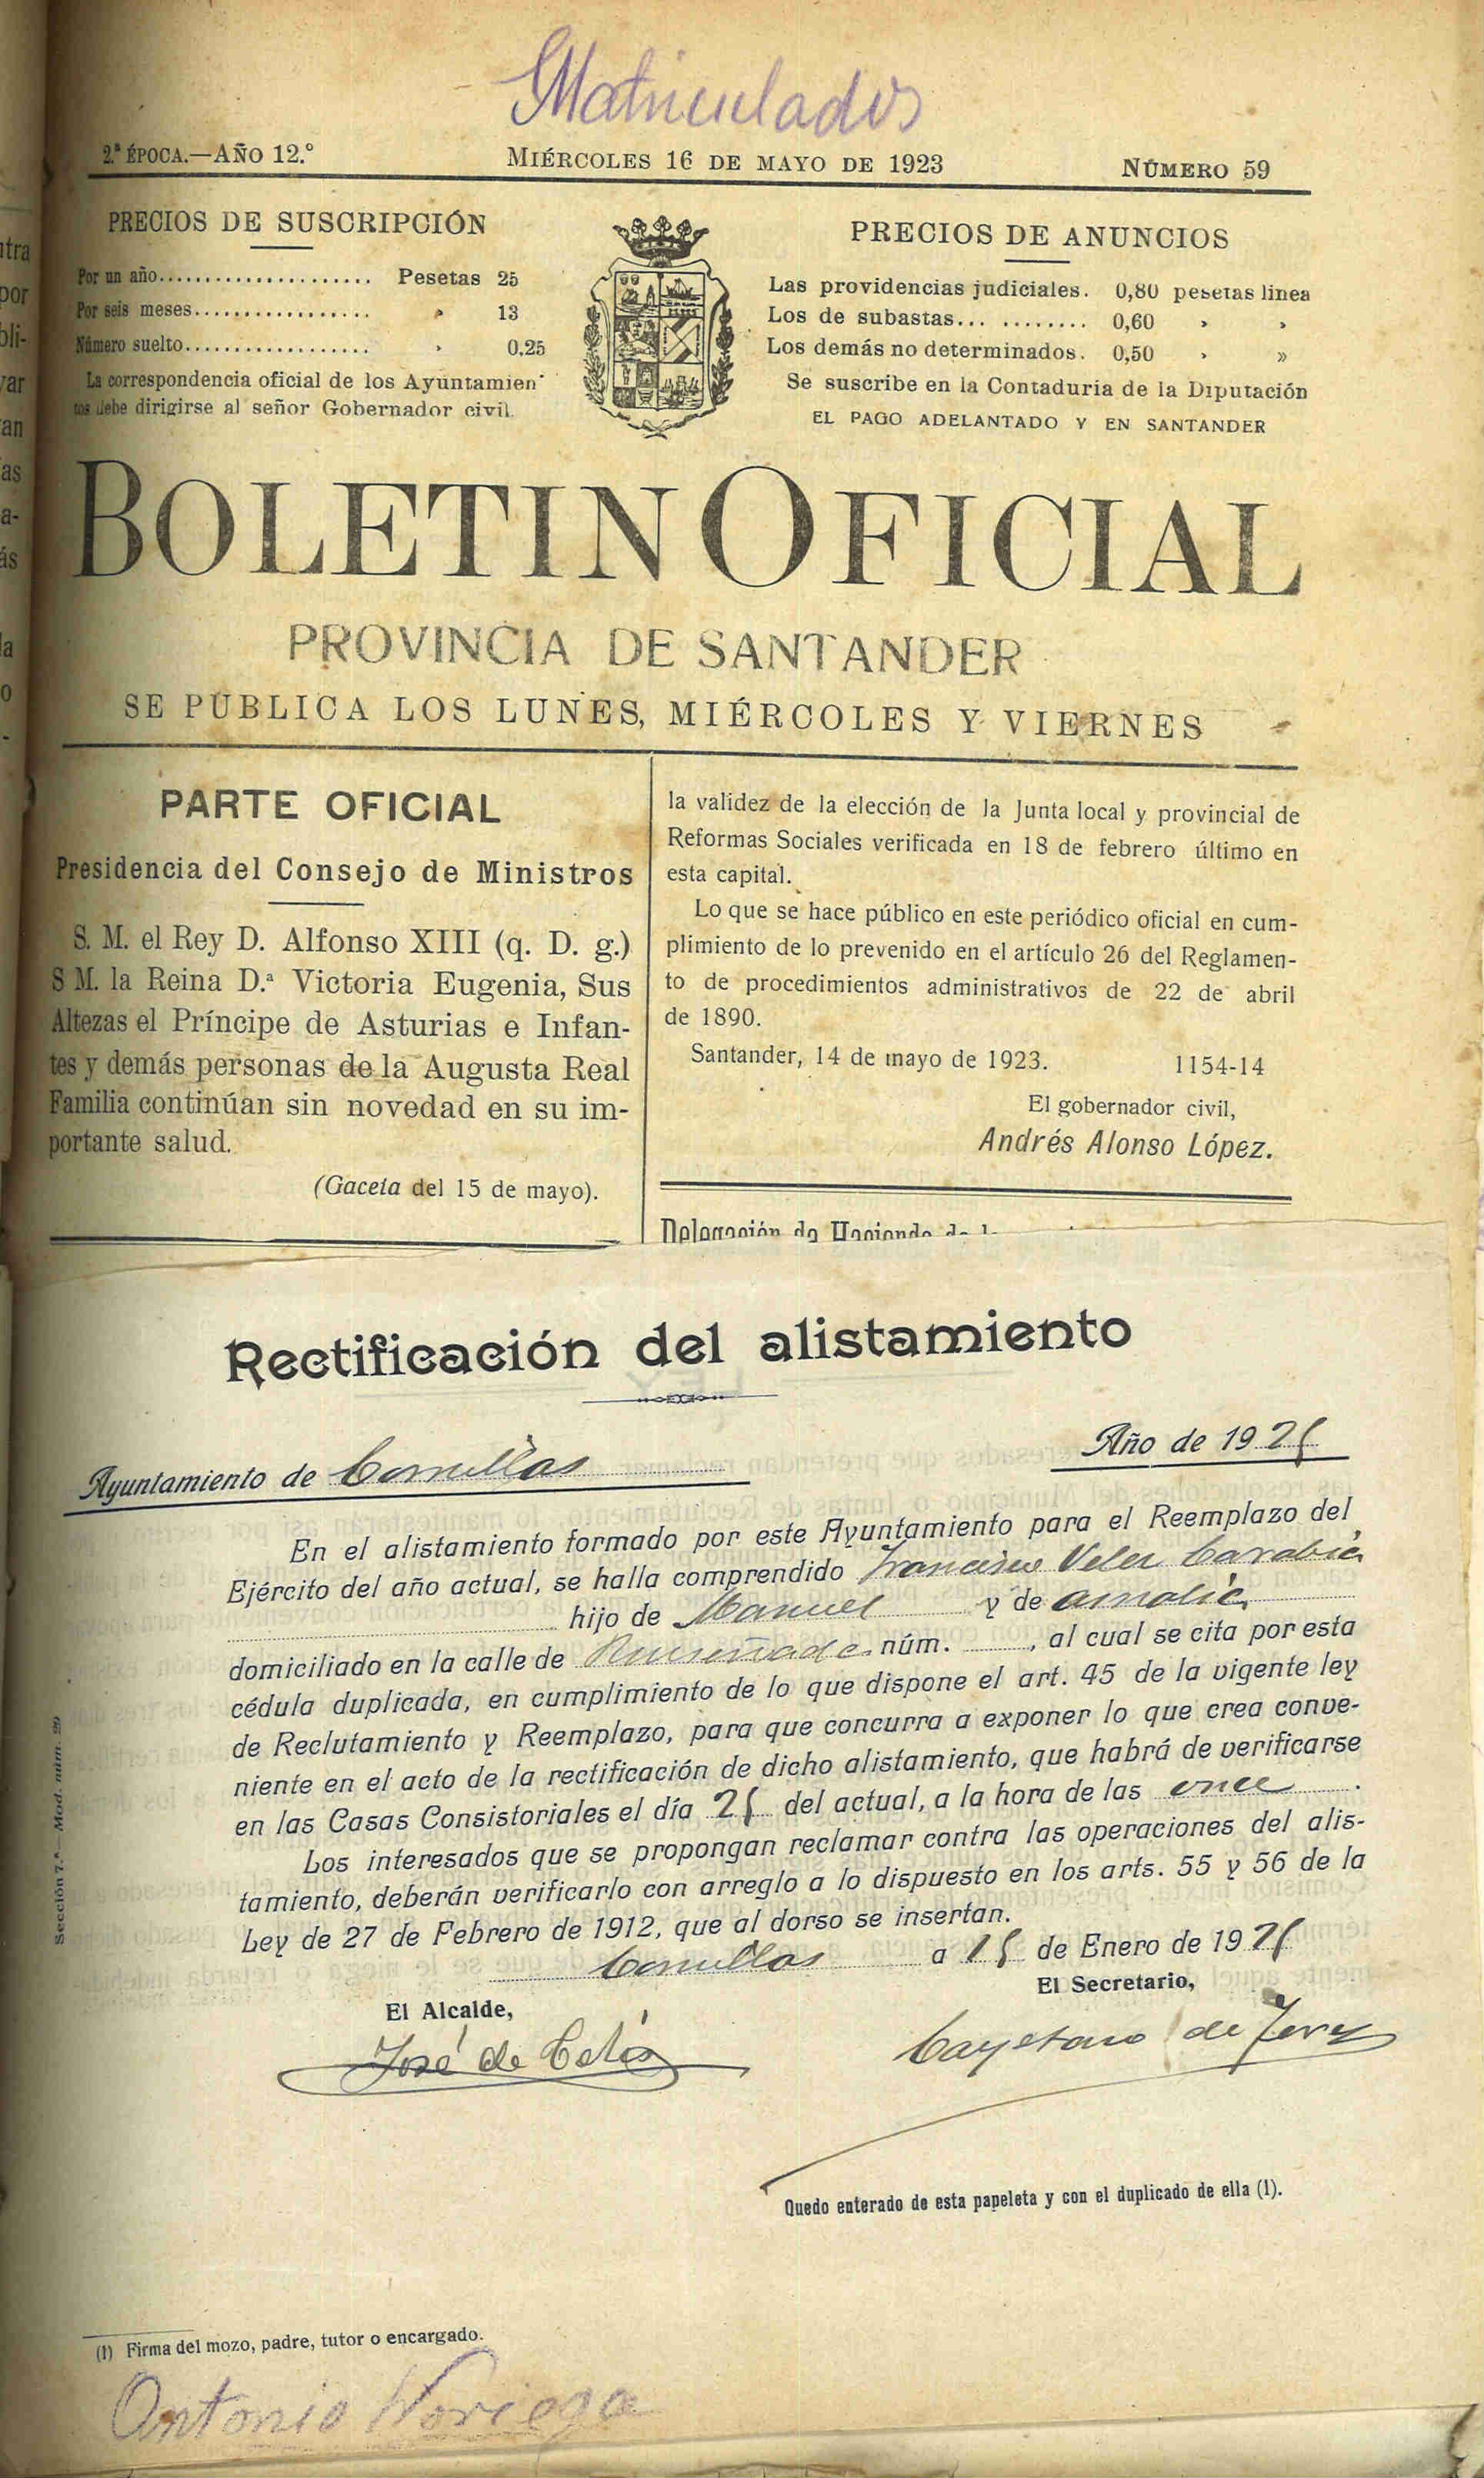 Matriculados
2.ª ÉPOCA.—AÑO 12.º
MIÉRCOLES 16 DE MAYO DE 1923
NÚMERO 59
PRECIOS DE SUSCRIPCIÓN
Por un año..................... Pesetas 25
Por seis meses................. » 13
Número suelto.................. » 0,25
La correspondencia oficial de los Ayuntamien-
tos debe dirigirse al señor Gobernador civil.
PRECIOS DE ANUNCIOS
Las providencias judiciales. 0,80 pesetas linea
Los de subastas... ........ 0,60 » »
Los demás no determinados. 0,50 » »
Se suscribe en la Contaduría de la Diputación
EL PAGO ADELANTADO Y EN SANTANDER
BOLETIN OFICIAL
PROVINCIA DE SANTANDER
SE PUBLICA LOS LUNES, MIÉRCOLES Y VIERNES
PARTE OFICIAL
Presidencia del Consejo de Ministros
S. M. el Rey D. Alfonso XIII (q. D. g.)
S M. la Reina D.ª Victoria Eugenia, Sus
Altezas el Príncipe de Asturias e Infan-
tes y demás personas de la Augusta Real
Familia continúan sin novedad en su im-
portante salud.
(Gaceta del 15 de mayo).
la validez de la elección de la Junta local y provincial de
Reformas Sociales verificada en 18 de febrero último en
esta capital.
Lo que se hace público en este periódico oficial en cum-
plimiento de lo prevenido en el artículo 26 del Reglamen-
to de procedimientos administrativos de 22 de abril
de 1890.
Santander, 14 de mayo de 1923. 1154-14
El gobernador civil,
Andrés Alonso López.
Delegación de Hacienda de
Rectificación del alistamiento
Ayuntamiento de Comillas
Año de 1925
En el alistamiento formado por este Ayuntamiento para el Reemplazo del
Ejército del año actual, se halla comprendido Francisco Velez
hijo de Manuel y de Amalia
domiciliado en la calle de Ruiseñada núm. , al cual se cita por esta
cédula duplicada, en cumplimiento de lo que dispone el art. 45 de la vigente ley
de Reclutamiento y Reemplazo, para que concurra a exponer lo que crea conve-
niente en el acto de la rectificación de dicho alistamiento, que habrá de verificarse
en las Casas Consistoriales el día 25 del actual, a la hora de las once .
Los interesados que se propongan reclamar contra las operaciones del alis-
tamiento, deberán verificarlo con arreglo a lo dispuesto en los arts. 55 y 56 de la
Ley de 27 de Febrero de 1912, que al dorso se insertan.
Comillas a 15 de Enero de 1925
El Alcalde,
El Secretario,
José de Celis
Cayetano de
Quedo enterado de esta papeleta y con el duplicado de ella (1).
Sección 7.ª—Mod. núm. 29
(1) Firma del mozo, padre, tutor o encargado.
Antonio Noriega